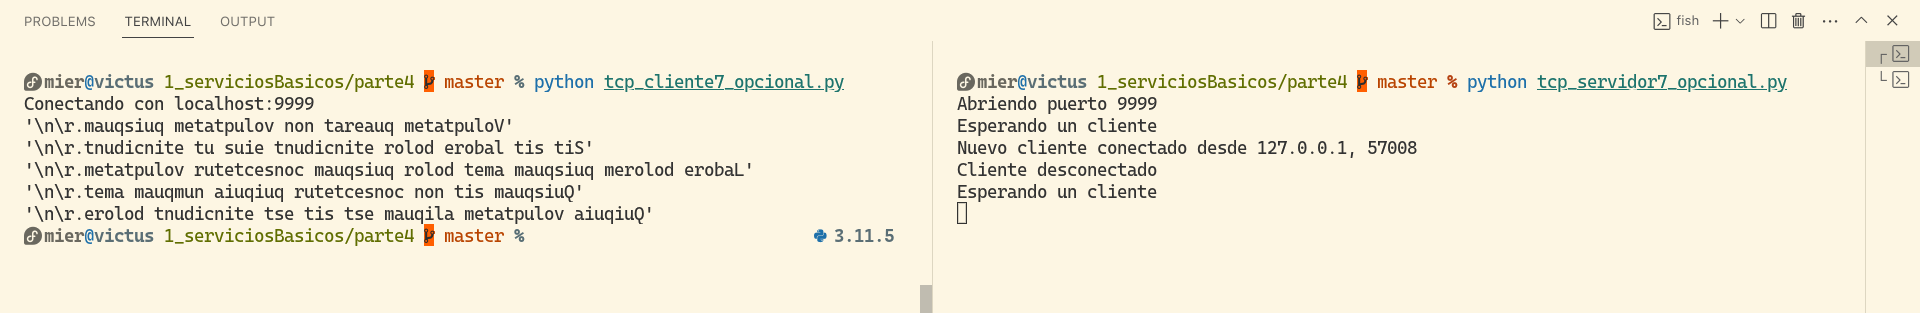 PROBLEMS TERMINAL OUTPUT
fish
mier@victus 1_serviciosBasicos/parte4 master % python tcp_cliente7_opcional.py
Conectando con localhost:9999
'\n\r.mauqsiuq metatpulov non tareauq metatpuloV'
'\n\r.tnudicnite tu suie tnudicnite rolod erobal tis tiS'
'\n\r.metatpulov rutetcesnoc mauqsiuq rolod tema mauqsiuq merolod erobaL'
'\n\r.tema mauqmun aiuqiuq rutetcesnoc non tis mauqsiuQ'
'\n\r.erolod tnudicnite tse tis tse mauqila metatpulov aiuqiuQ'
mier@victus 1_serviciosBasicos/parte4 master % 3.11.5
mier@victus 1_serviciosBasicos/parte4 master % python tcp_servidor7_opcional.py
Abriendo puerto 9999
Esperando un cliente
Nuevo cliente conectado desde 127.0.0.1, 57008
Cliente desconectado
Esperando un cliente